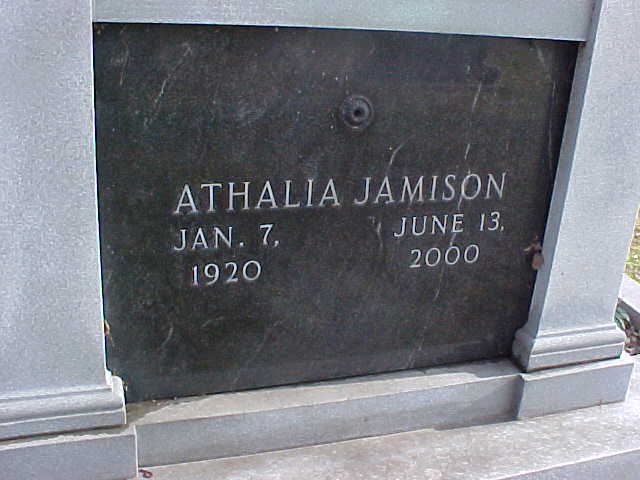 ATHALIA JAMISON
JAN. 7, JUNE 13,
1920 2000